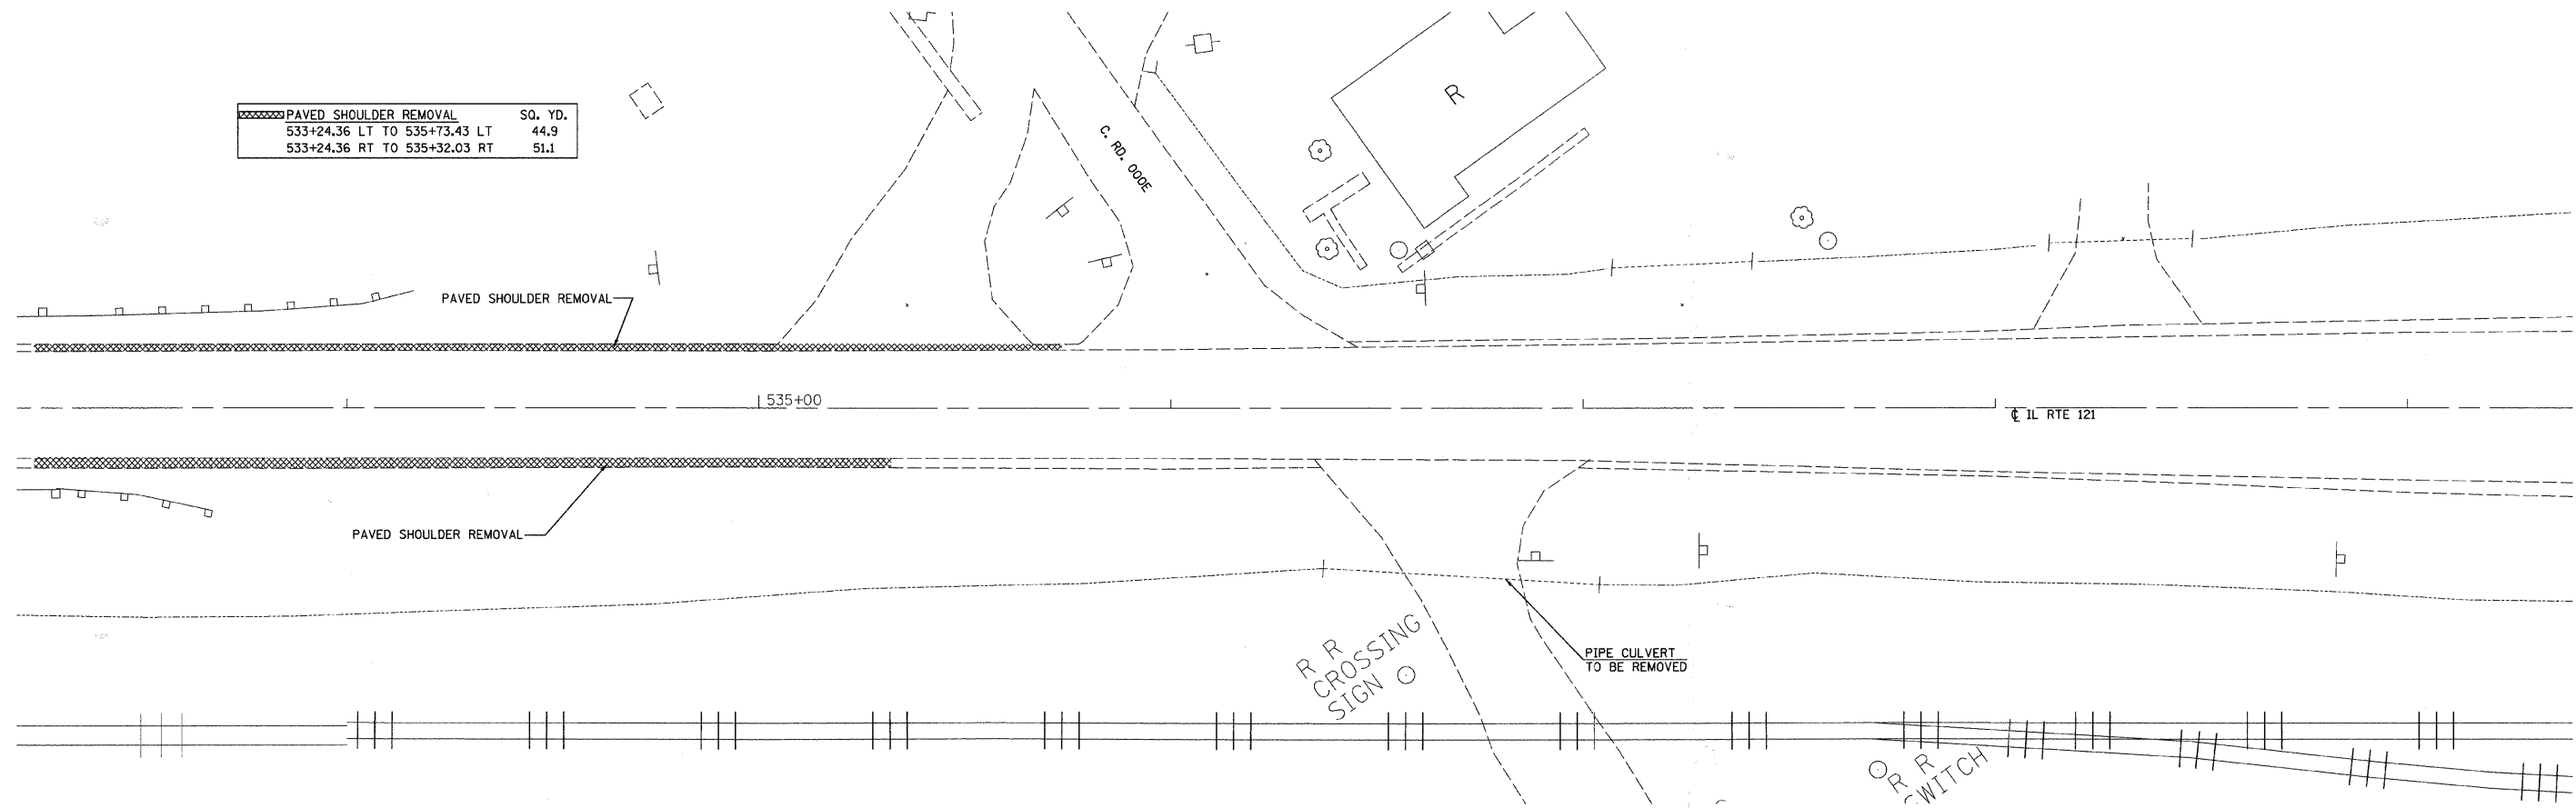 PAVED SHOULDER REMOVAL SQ. YD.
533+24.36 LT TO 535+73.43 LT 44.9
533+24.36 RT TO 535+32.03 RT 51.1
C. RD. 000E
R
PAVED SHOULDER REMOVAL
535+00
℄ IL RTE 121
PAVED SHOULDER REMOVAL
R R
CROSSING
SIGN
PIPE CULVERT
TO BE REMOVED
R R